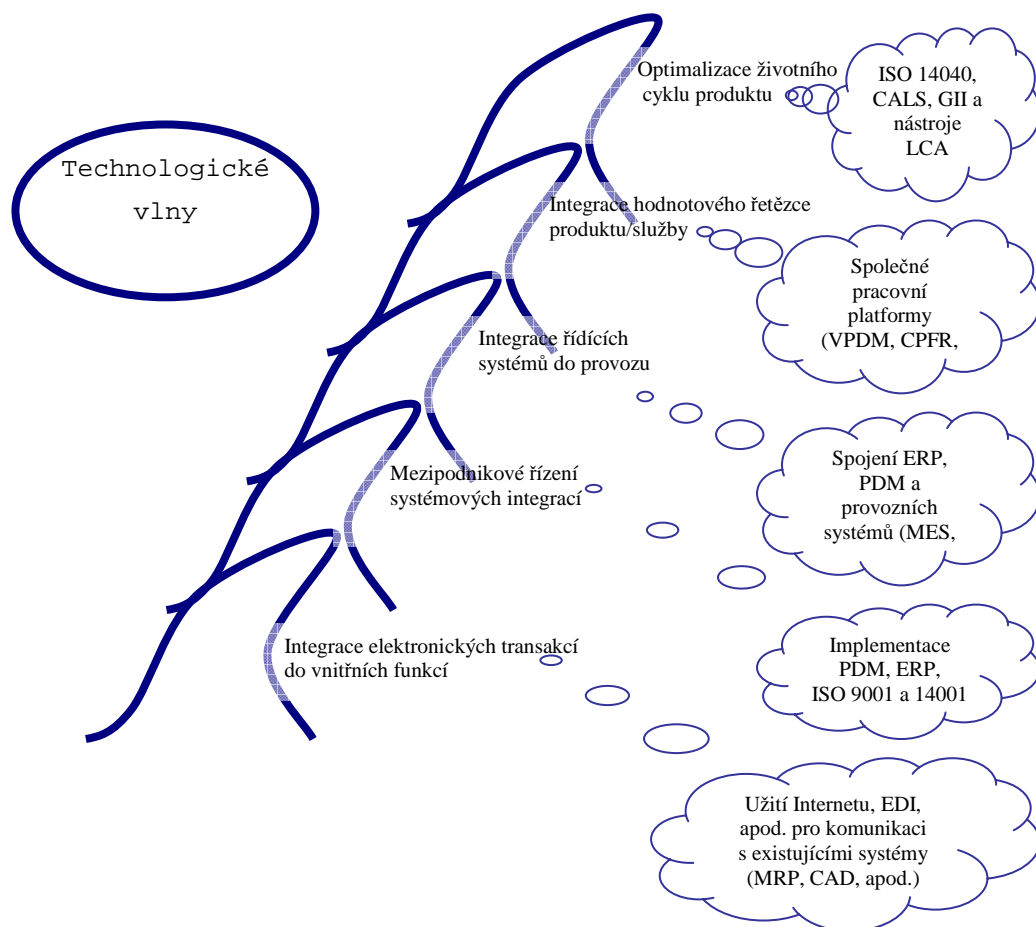 Technologické
vlny
Optimalizace životního
cyklu produktu
ISO 14040,
CALS, GII a
nástroje
LCA
Integrace hodnotového řetězce
produktu/služby
Společné
pracovní
platformy
(VPDM, CPFR,
Integrace řídících
systémů do provozu
Spojení ERP,
PDM a
provozních
systémů (MES,
Mezipodnikové řízení
systémových integrací
Implementace
PDM, ERP,
ISO 9001 a 14001
Integrace elektronických transakcí
do vnitřních funkcí
Užití Internetu, EDI,
apod. pro komunikaci
s existujícími systémy
(MRP, CAD, apod.)